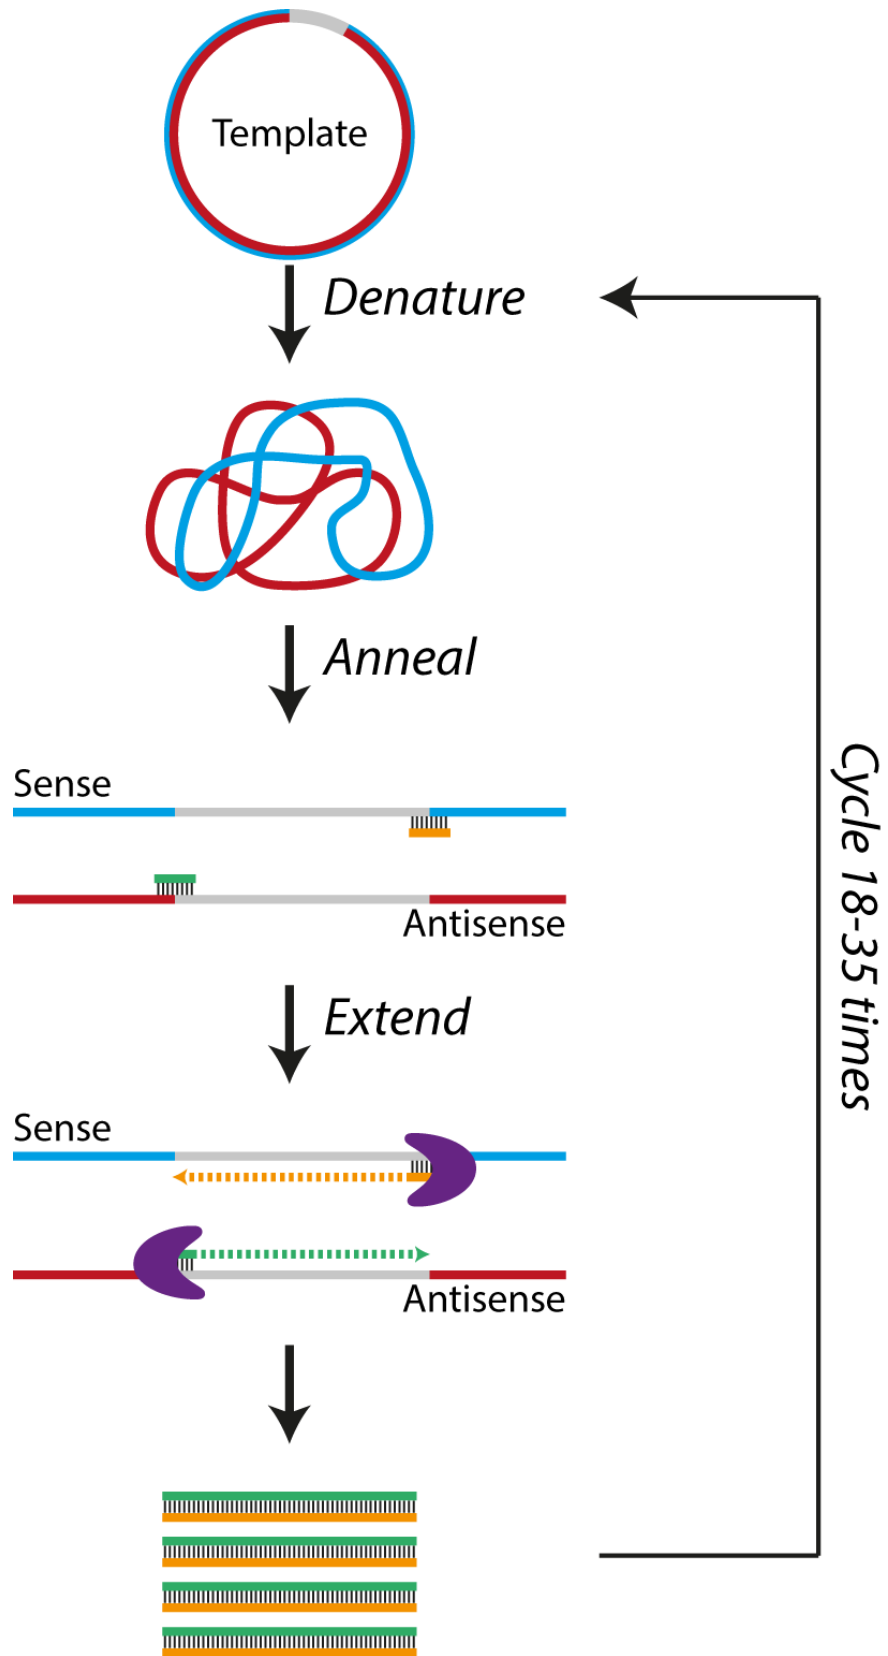 Template
Denature
Anneal
Sense
Antisense
Extend
Sense
Antisense
Cycle 18-35 times